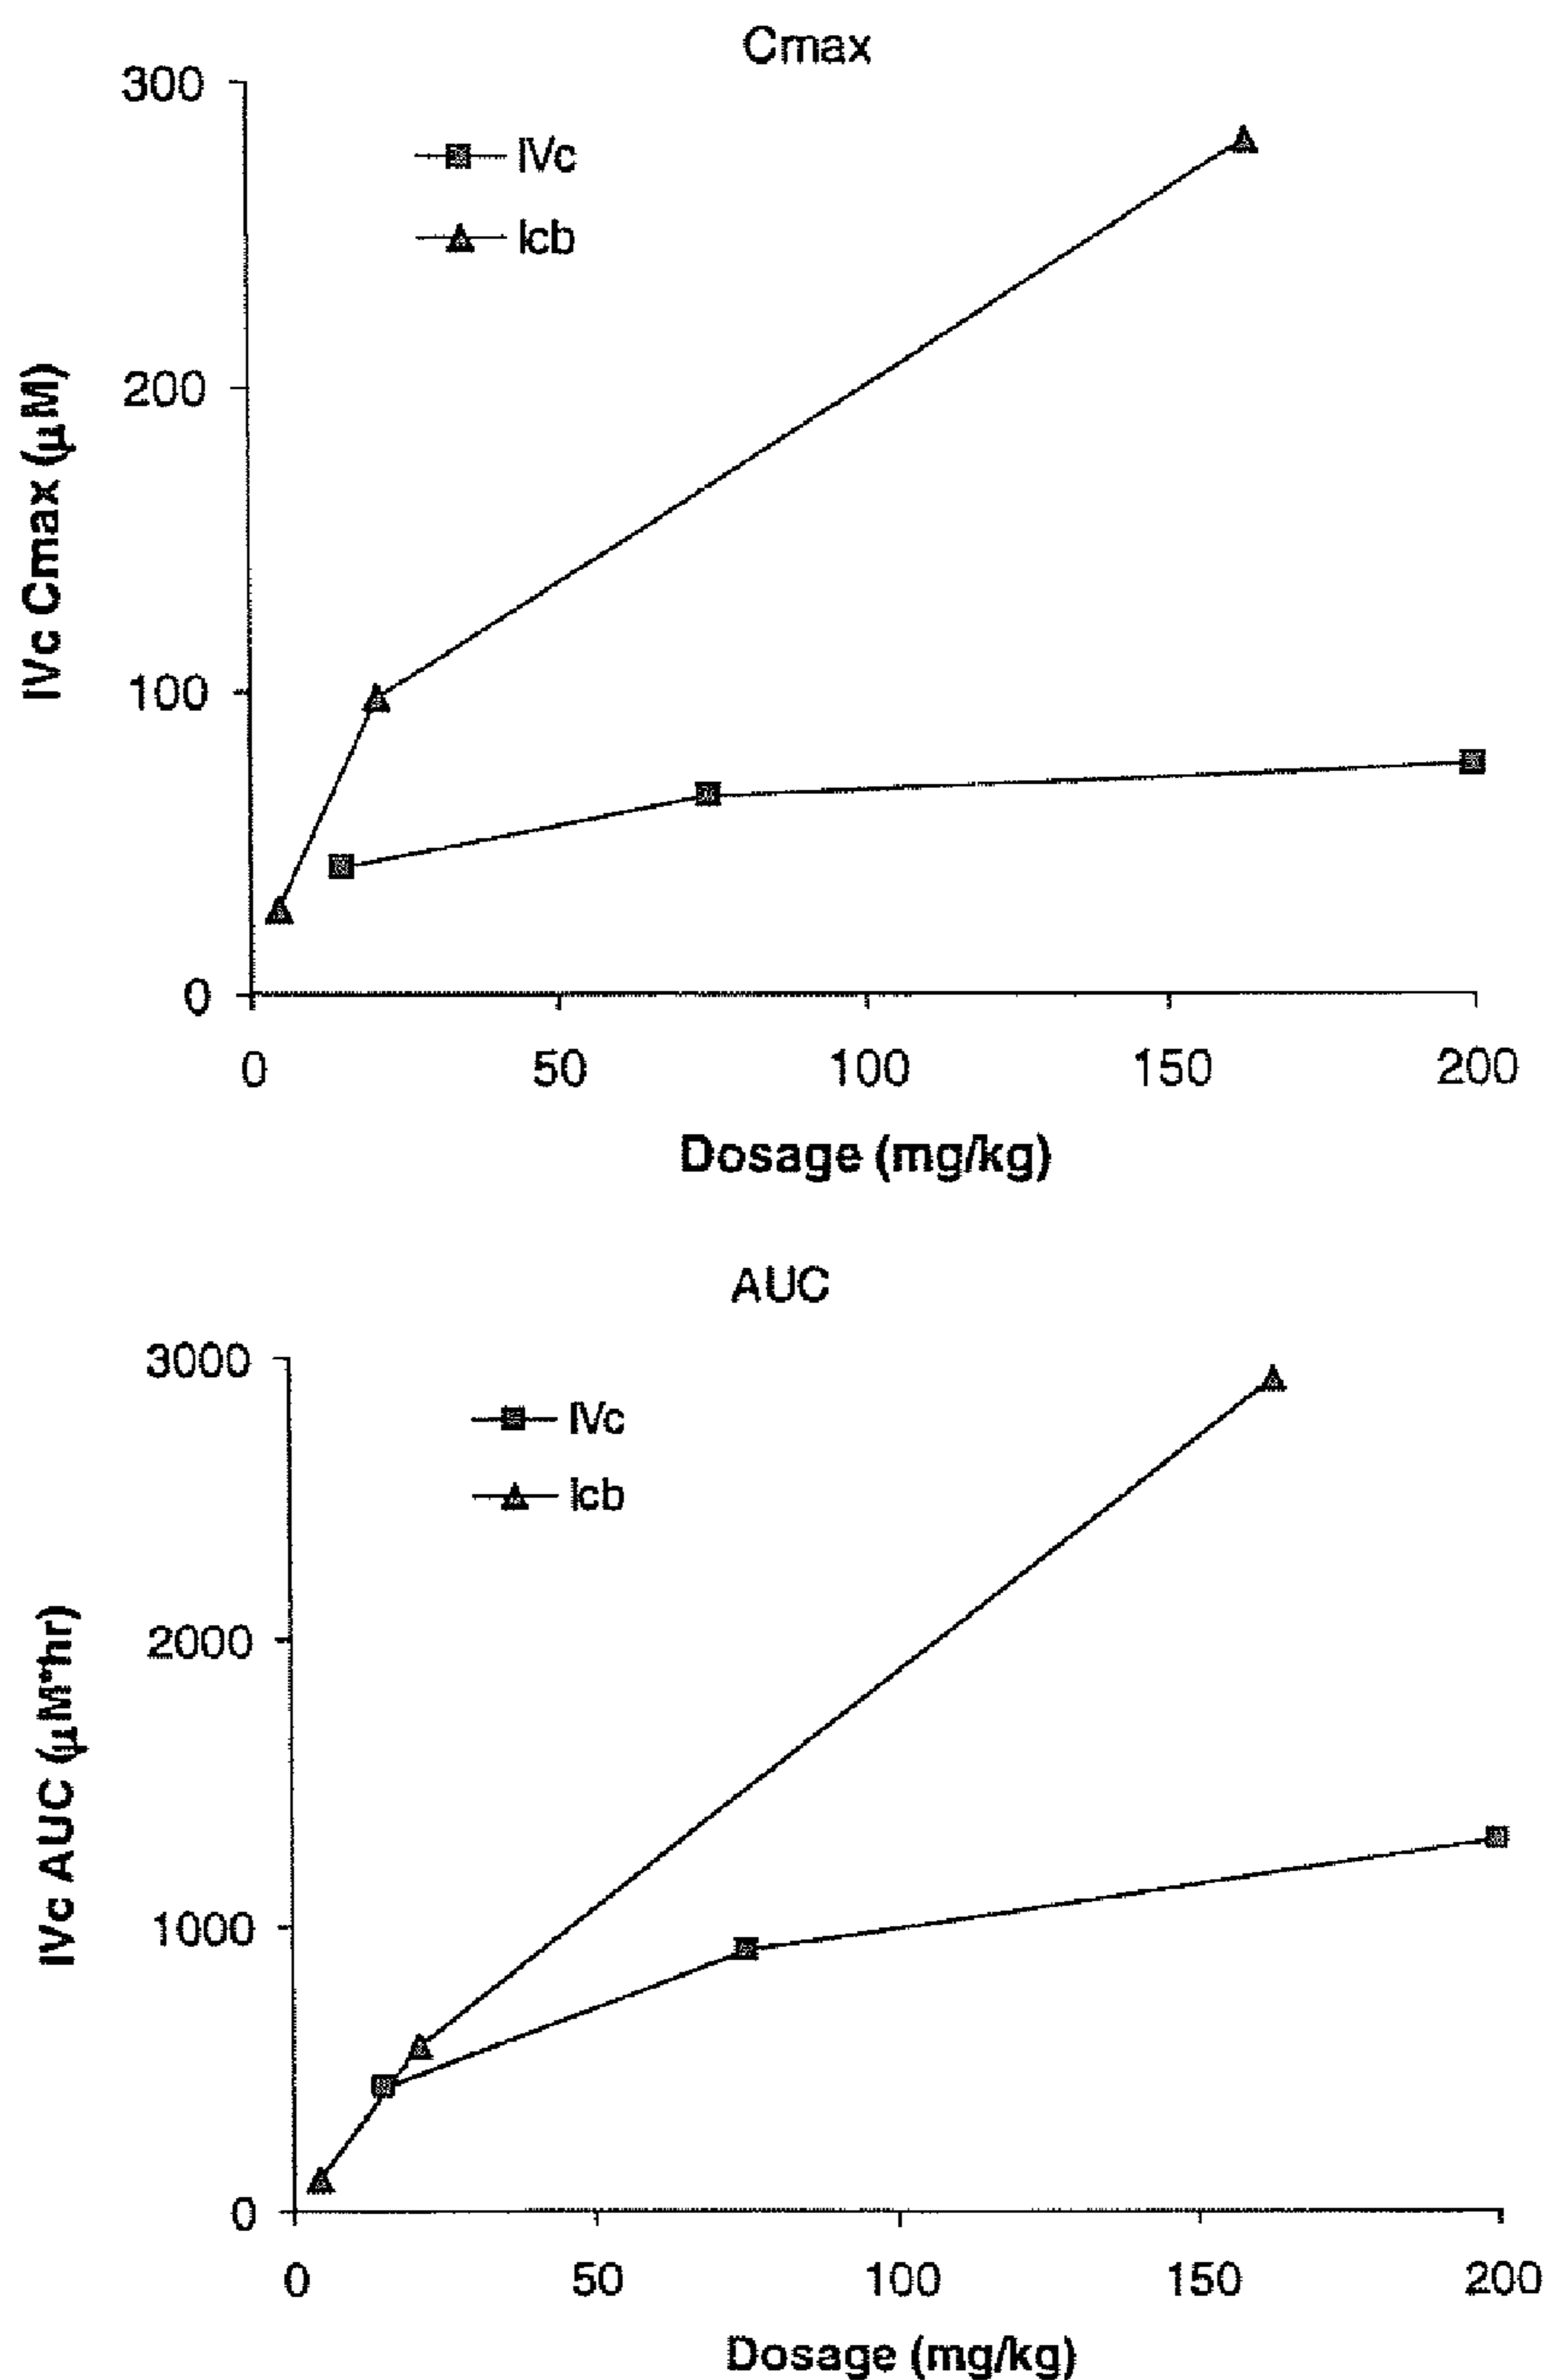 Cmax
300
IVc
Icb
200
IVc Cmax (μM)
100
0
0 50 100 150 200
Dosage (mg/kg)
AUC
3000
IVc
Icb
2000
IVc AUC (μM*hr)
1000
0
0 50 100 150 200
Dosage (mg/kg)